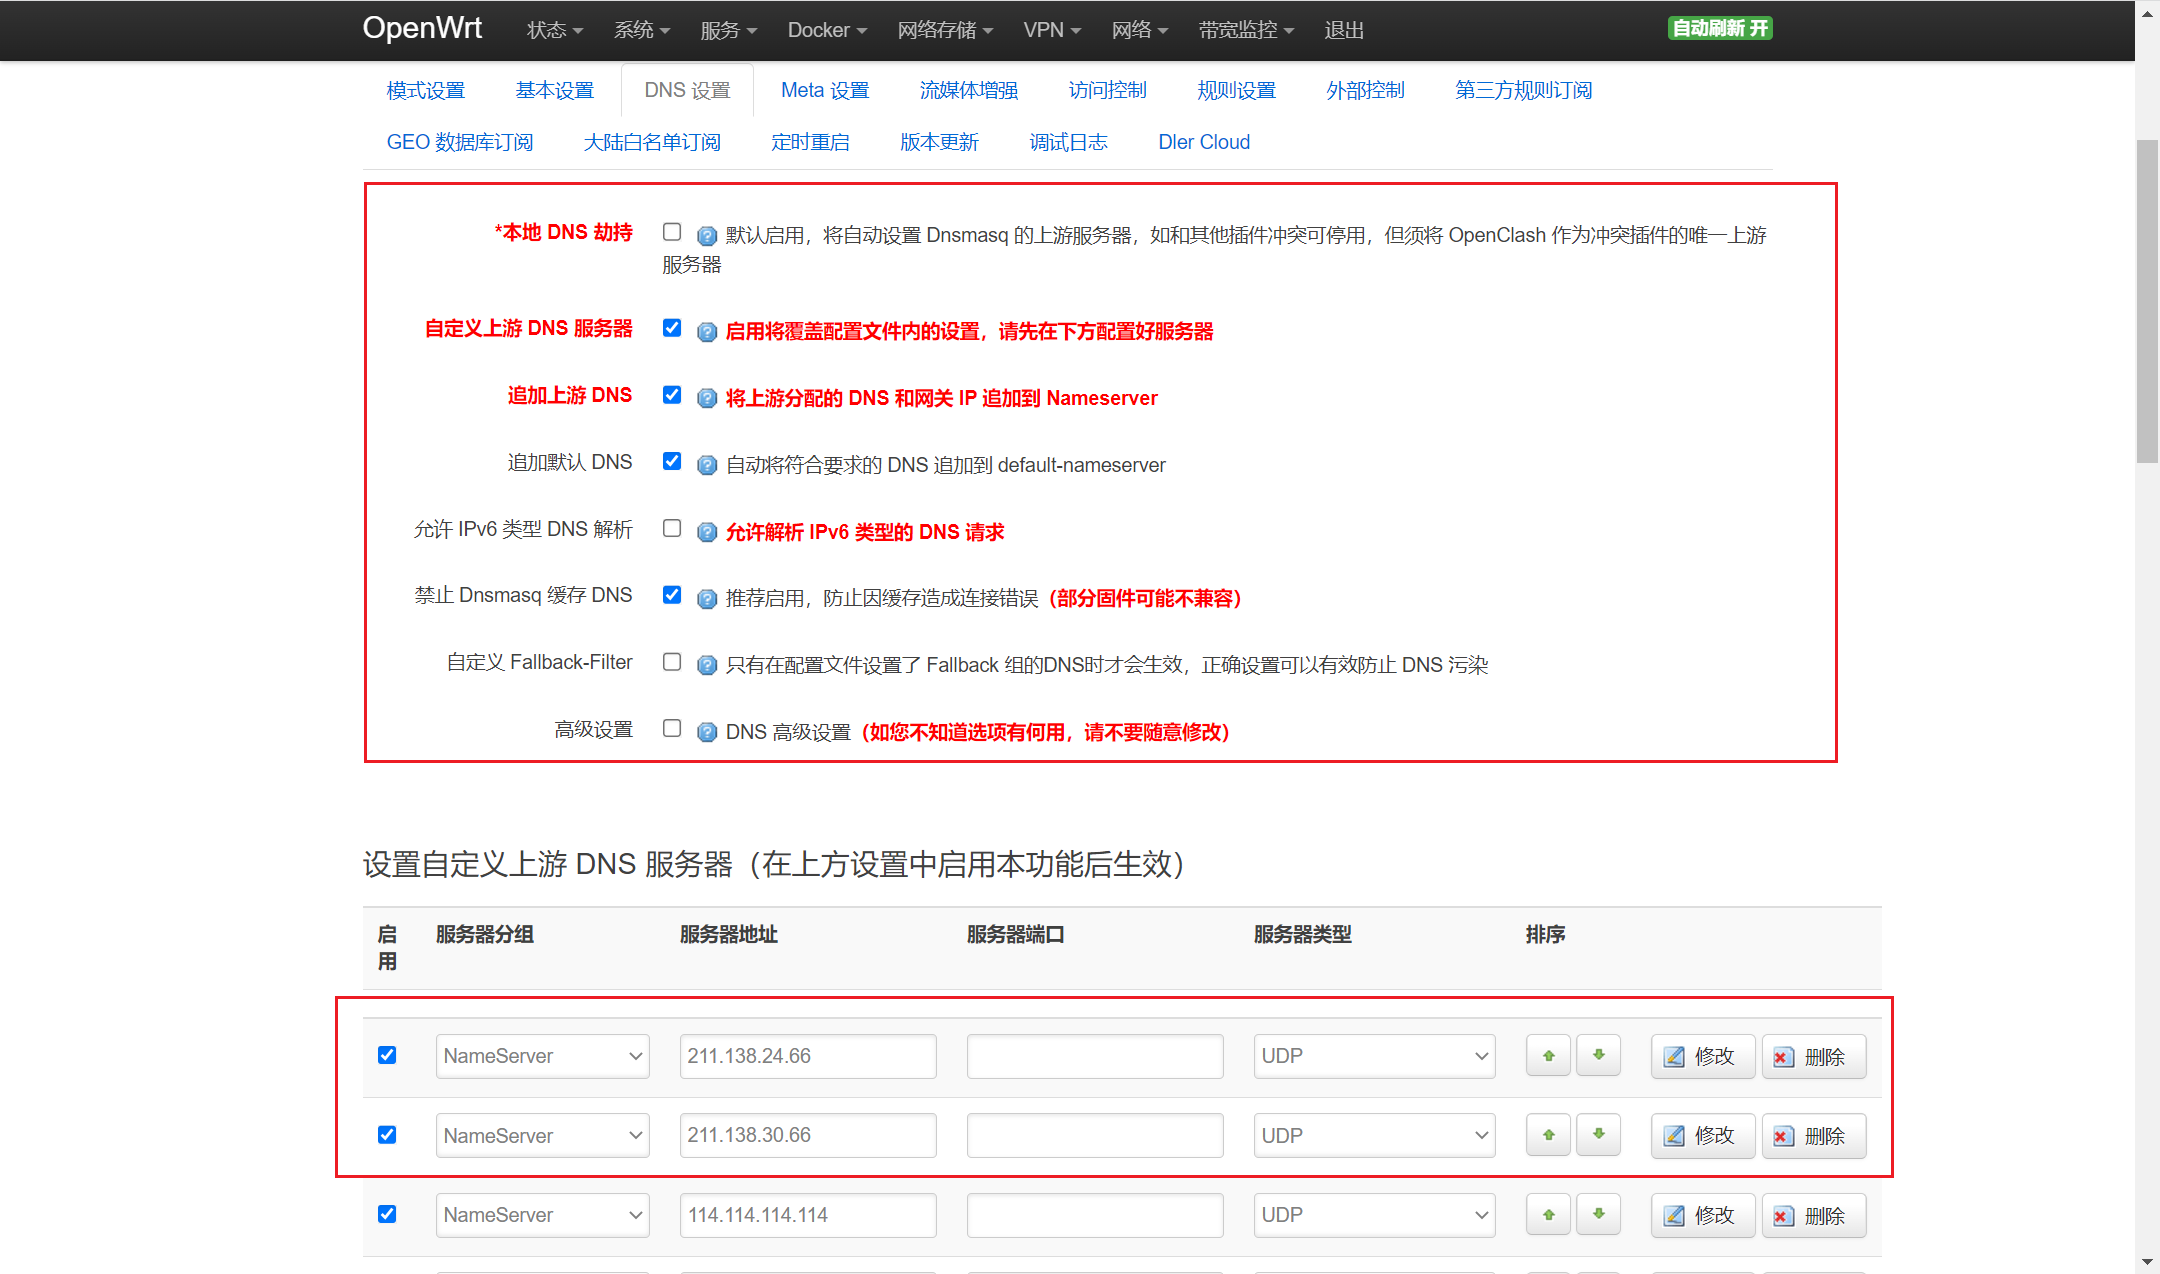 OpenWrt 状态 系统 服务 Docker 网络存储 VPN 网络 带宽监控 退出 自动刷新 开
模式设置 基本设置 DNS 设置 Meta 设置 流媒体增强 访问控制 规则设置 外部控制 第三方规则订阅
GEO 数据库订阅 大陆白名单订阅 定时重启 版本更新 调试日志 Dler Cloud
*本地 DNS 劫持 默认启用，将自动设置 Dnsmasq 的上游服务器，如和其他插件冲突可停用，但须将 OpenClash 作为冲突插件的唯一上游
服务器
自定义上游 DNS 服务器 启用将覆盖配置文件内的设置，请先在下方配置好服务器
追加上游 DNS 将上游分配的 DNS 和网关 IP 追加到 Nameserver
追加默认 DNS 自动将符合要求的 DNS 追加到 default-nameserver
允许 IPv6 类型 DNS 解析 允许解析 IPv6 类型的 DNS 请求
禁止 Dnsmasq 缓存 DNS 推荐启用，防止因缓存造成连接错误（部分固件可能不兼容）
自定义 Fallback-Filter 只有在配置文件设置了 Fallback 组的DNS时才会生效，正确设置可以有效防止 DNS 污染
高级设置 DNS 高级设置（如您不知道选项有何用，请不要随意修改）
设置自定义上游 DNS 服务器（在上方设置中启用本功能后生效）
启用 服务器分组 服务器地址 服务器端口 服务器类型 排序
NameServer 211.138.24.66 UDP 修改 删除
NameServer 211.138.30.66 UDP 修改 删除
NameServer 114.114.114.114 UDP 修改 删除